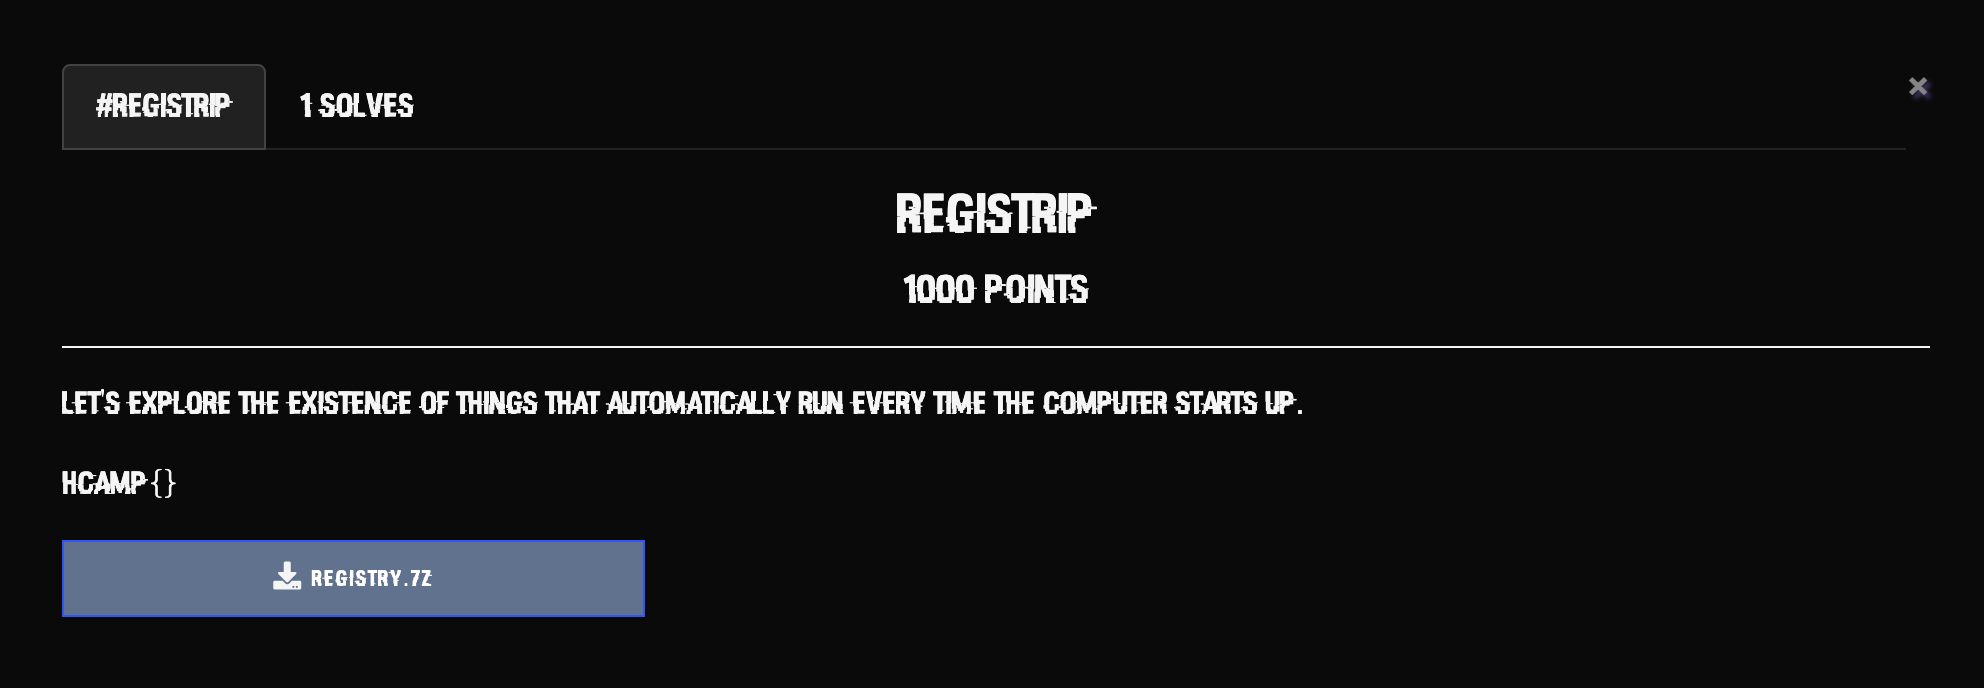 #REGISTRIP
1 SOLVES
×
REGISTRIP
1000 POINTS
LET'S EXPLORE THE EXISTENCE OF THINGS THAT AUTOMATICALLY RUN EVERY TIME THE COMPUTER STARTS UP.
HCAMP{}
REGISTRY.7Z